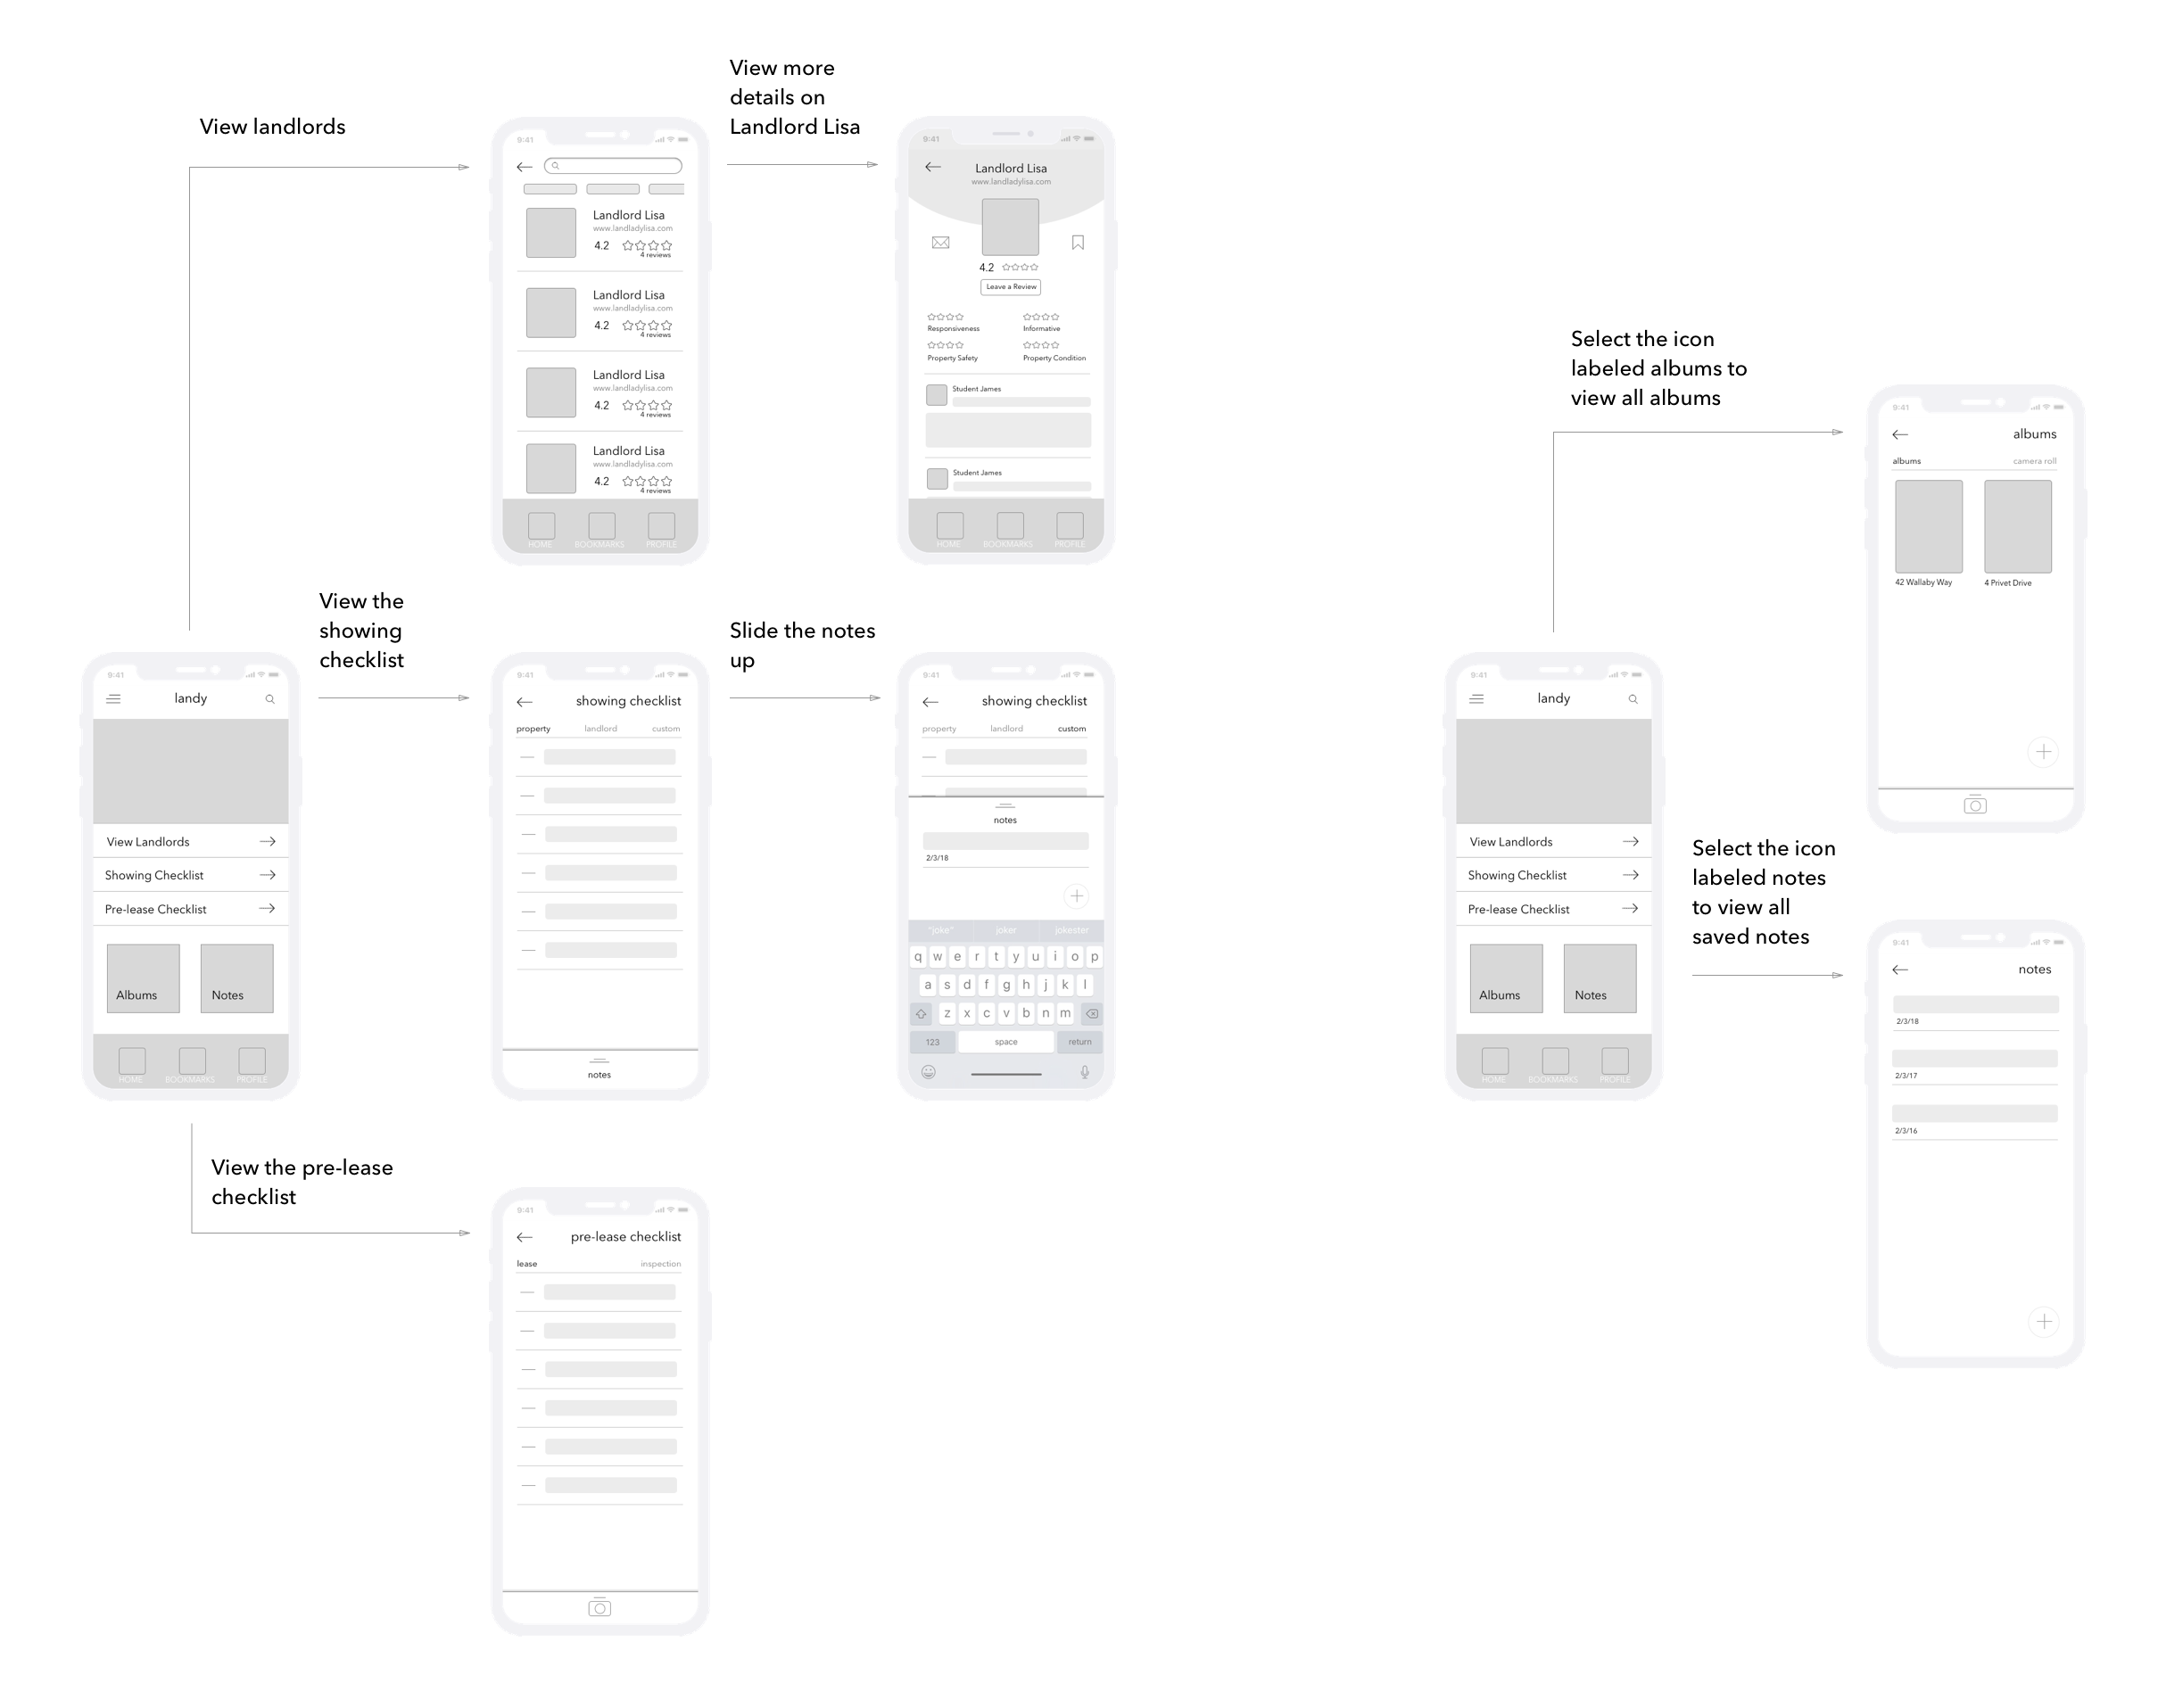 View landlords
View more
details on
Landlord Lisa
9:41
Landlord Lisa
www.landladylisa.com
4.2
4 reviews
Landlord Lisa
www.landladylisa.com
4.2
4 reviews
Landlord Lisa
www.landladylisa.com
4.2
4 reviews
Landlord Lisa
www.landladylisa.com
4.2
4 reviews
HOME BOOKMARKS PROFILE
9:41
Landlord Lisa
www.landladylisa.com
4.2
Leave a Review
Responsiveness Informative
Property Safety Property Condition
Student James
Student James
HOME BOOKMARKS PROFILE
View the
showing
checklist
Slide the notes
up
9:41
landy
View Landlords
Showing Checklist
Pre-lease Checklist
Albums Notes
HOME BOOKMARKS PROFILE
9:41
showing checklist
property landlord custom
notes
9:41
showing checklist
property landlord custom
notes
2/3/18
"joke" joker jokester
q w e r t y u i o p
a s d f g h j k l
z x c v b n m
123 space return
View the pre-lease
checklist
9:41
pre-lease checklist
lease inspection
Select the icon
labeled albums to
view all albums
9:41
albums
albums camera roll
42 Wallaby Way 4 Privet Drive
9:41
landy
View Landlords
Showing Checklist
Pre-lease Checklist
Albums Notes
HOME BOOKMARKS PROFILE
Select the icon
labeled notes
to view all
saved notes
9:41
notes
2/3/18
2/3/17
2/3/16